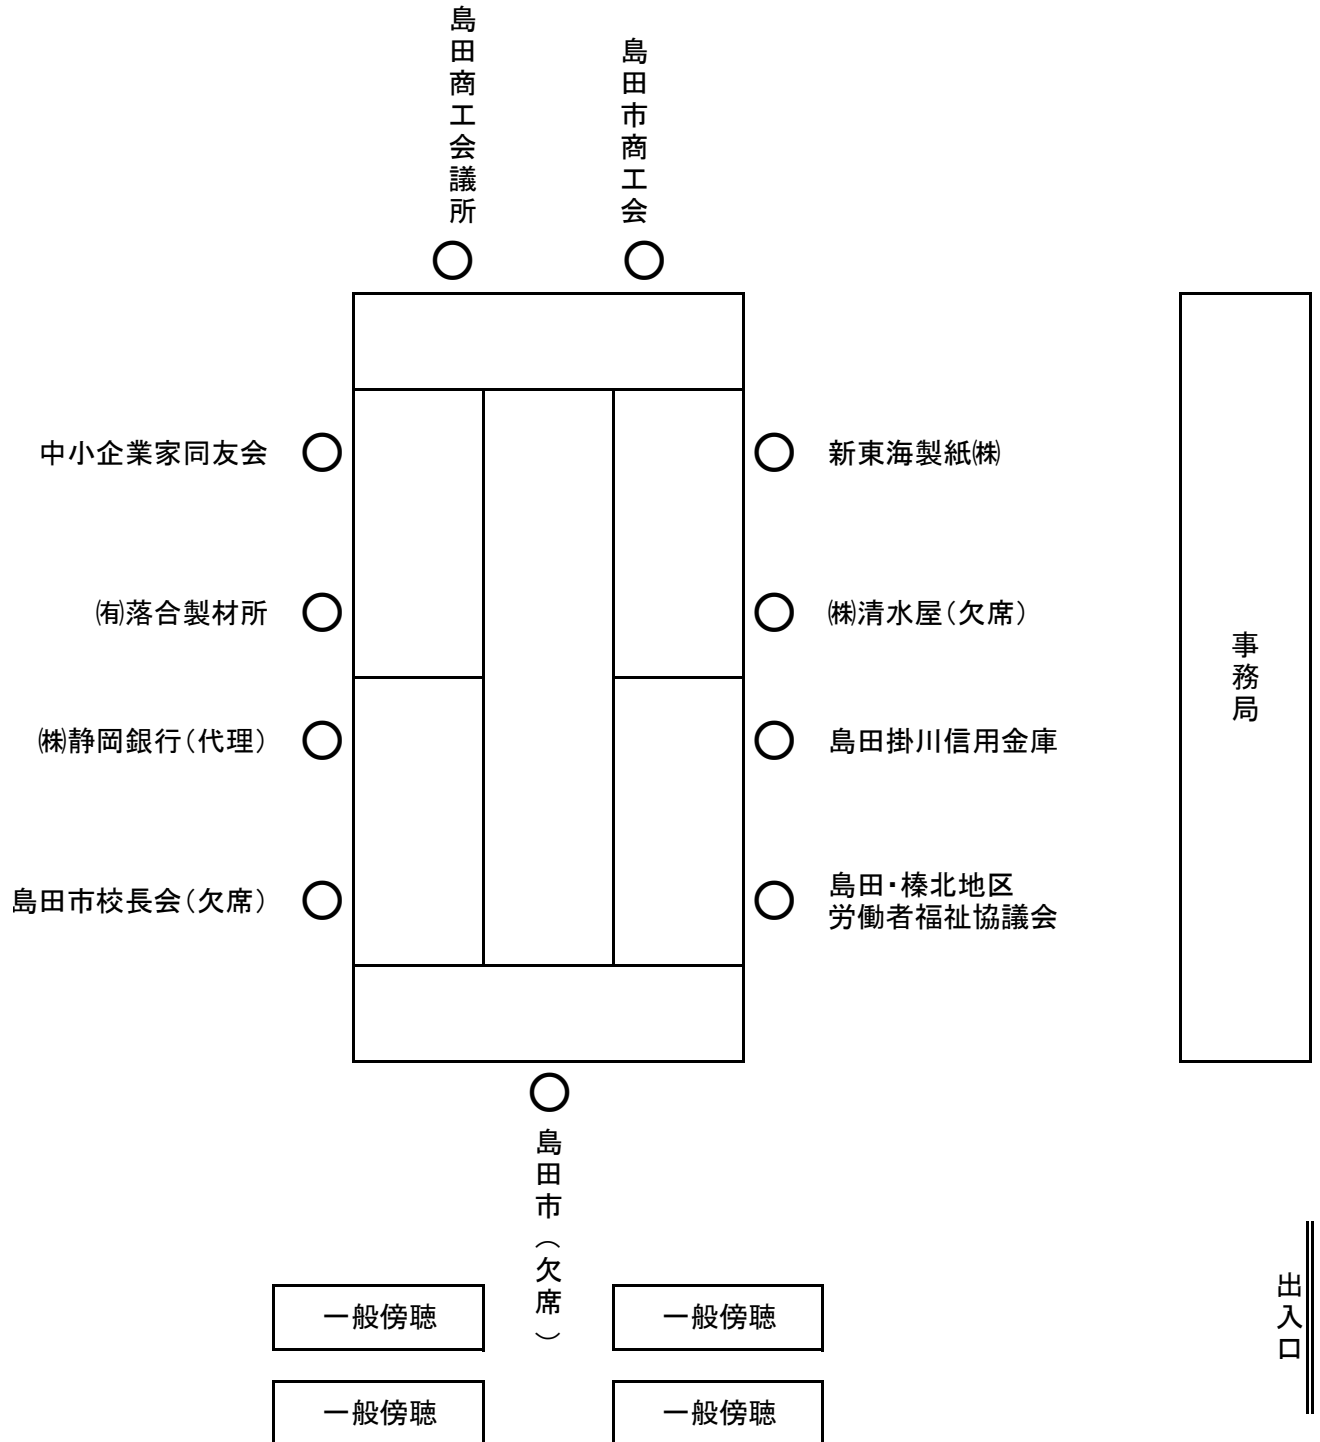 島田商工会議所
島田市商工会
中小企業家同友会
新東海製紙㈱
㈲落合製材所
㈱清水屋（欠席）
㈱静岡銀行（代理）
島田掛川信用金庫
島田市校長会（欠席）
島田・榛北地区
労働者福祉協議会
事務局
島田市（欠席）
出入口
一般傍聴
一般傍聴
一般傍聴
一般傍聴